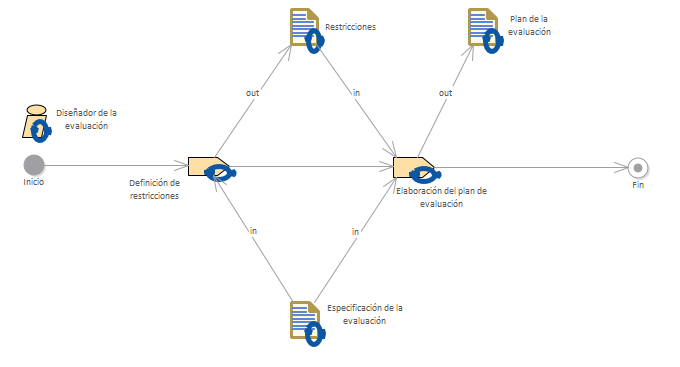 Restricciones
Plan de la
evaluación
out
in
out
Diseñador de la
evaluación
Inicio
Definición de
restricciones
Elaboración del plan de
evaluación
Fin
in
in
Especificación de la
evaluación